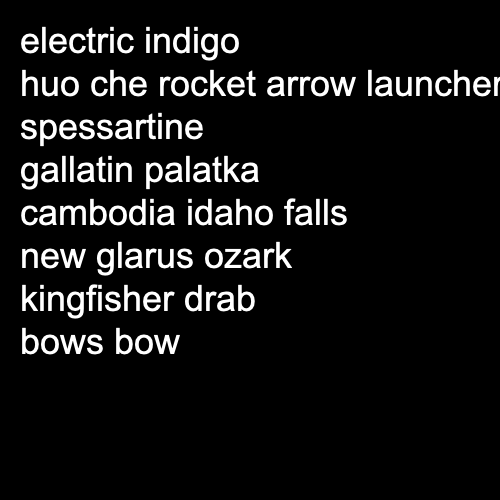 electric indigo
huo che rocket arrow launcher
spessartine
gallatin palatka
cambodia idaho falls
new glarus ozark
kingfisher drab
bows bow